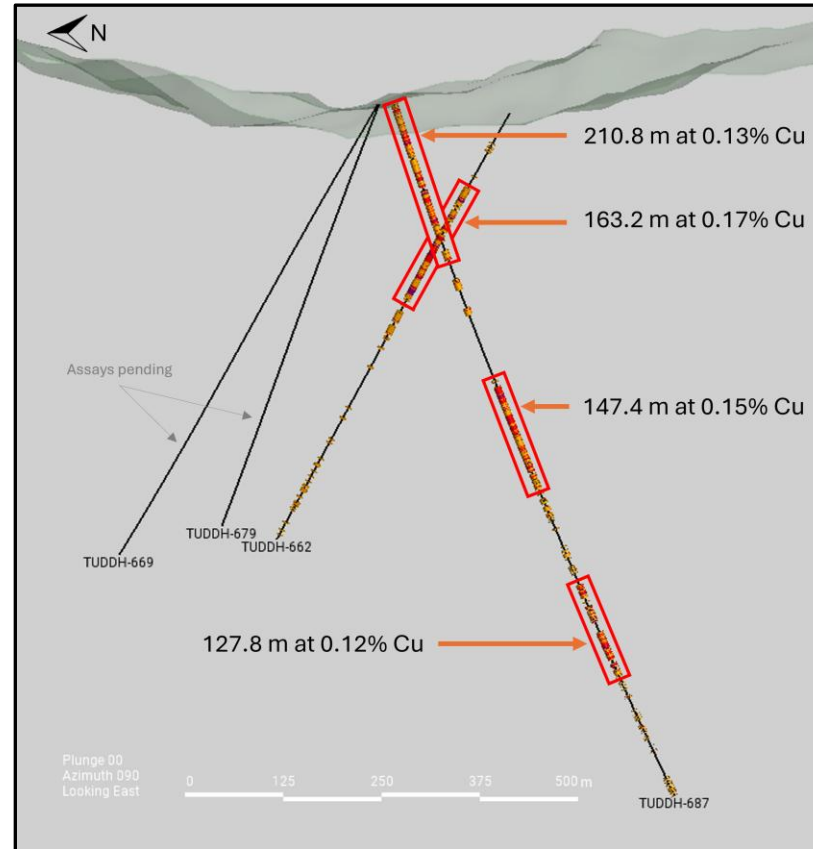 N
210.8 m at 0.13% Cu
163.2 m at 0.17% Cu
Assays pending
147.4 m at 0.15% Cu
TUDDH-679
TUDDH-662
TUDDH-669
127.8 m at 0.12% Cu
Plunge 00
Azimuth 090
Looking East
0 125 250 375 500 m
TUDDH-687